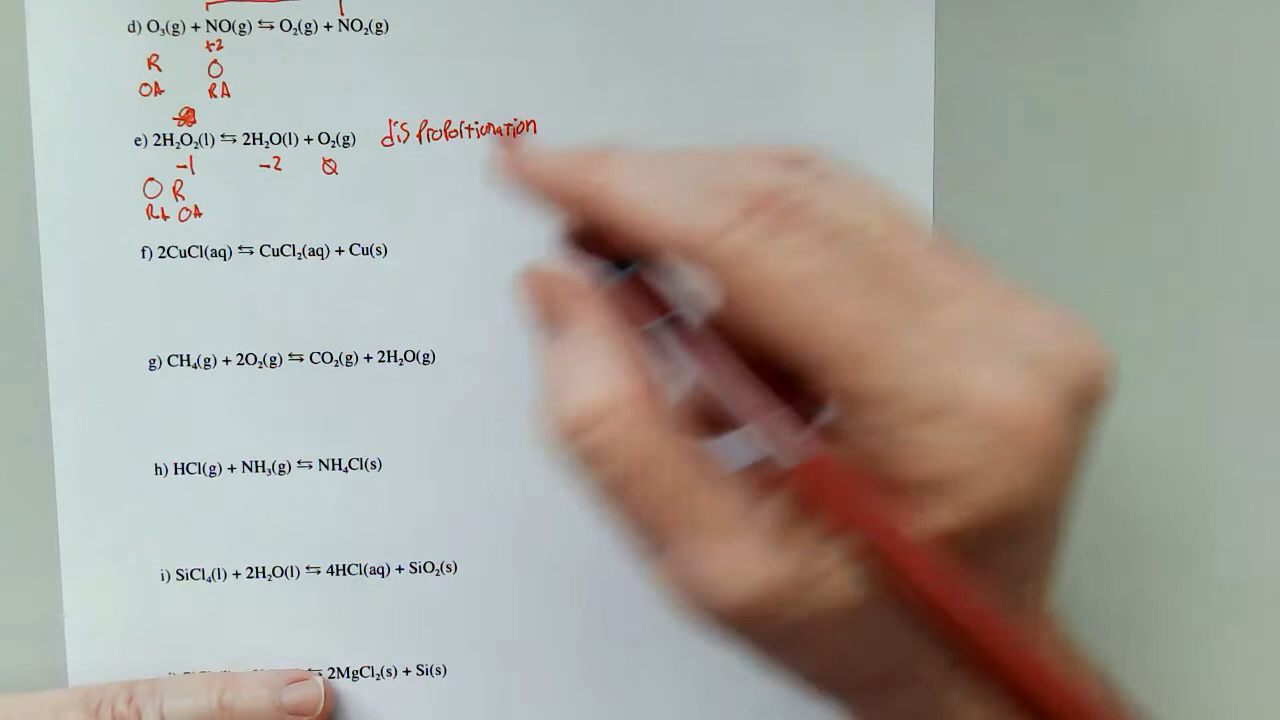 d) O₃(g) + NO(g) ⇆ O₂(g) + NO₂(g)
+2
R O
OA RA
e) 2H₂O₂(l) ⇆ 2H₂O(l) + O₂(g) disproportionation
-1 -2 0
O R
RA OA
f) 2CuCl(aq) ⇆ CuCl₂(aq) + Cu(s)
g) CH₄(g) + 2O₂(g) ⇆ CO₂(g) + 2H₂O(g)
h) HCl(g) + NH₃(g) ⇆ NH₄Cl(s)
i) SiCl₄(l) + 2H₂O(l) ⇆ 4HCl(aq) + SiO₂(s)
⇆ 2MgCl₂(s) + Si(s)